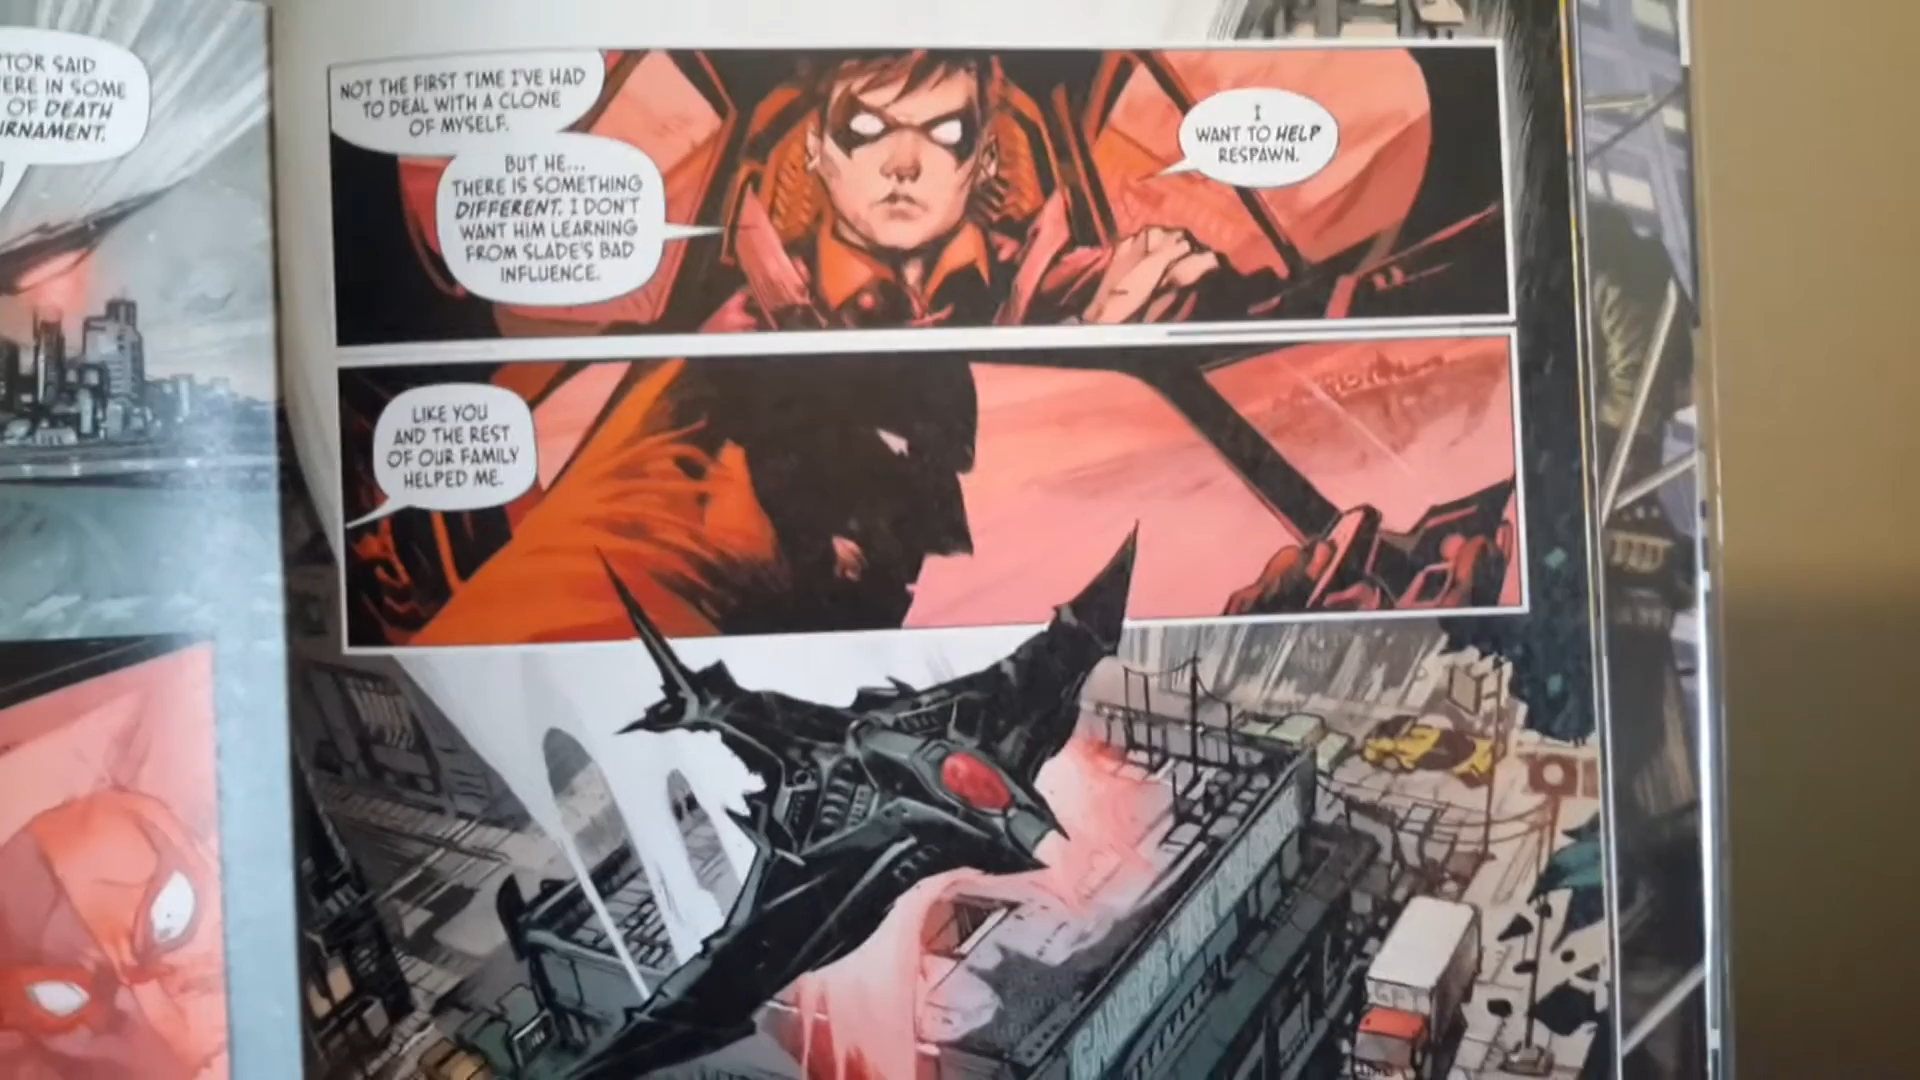 TOR SAID
ERE IN SOME
OF DEATH
URNAMENT.
NOT THE FIRST TIME I'VE HAD
TO DEAL WITH A CLONE
OF MYSELF.
BUT HE...
THERE IS SOMETHING
DIFFERENT. I DON'T
WANT HIM LEARNING
FROM SLADE'S BAD
INFLUENCE.
I
WANT TO HELP
RESPAWN.
LIKE YOU
AND THE REST
OF OUR FAMILY
HELPED ME.